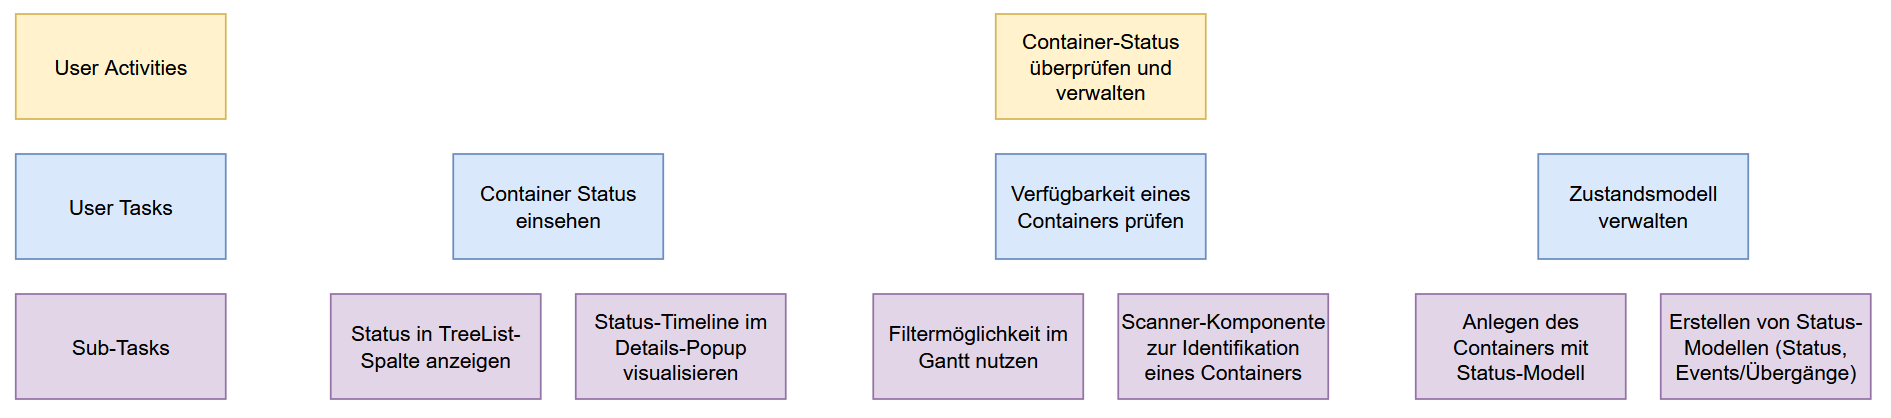 User Activities
Container-Status
überprüfen und
verwalten
User Tasks
Container Status
einsehen
Verfügbarkeit eines
Containers prüfen
Zustandsmodell
verwalten
Sub-Tasks
Status in TreeList-
Spalte anzeigen
Status-Timeline im
Details-Popup
visualisieren
Filtermöglichkeit im
Gantt nutzen
Scanner-Komponente
zur Identifikation
eines Containers
Anlegen des
Containers mit
Status-Modell
Erstellen von Status-
Modellen (Status,
Events/Übergänge)